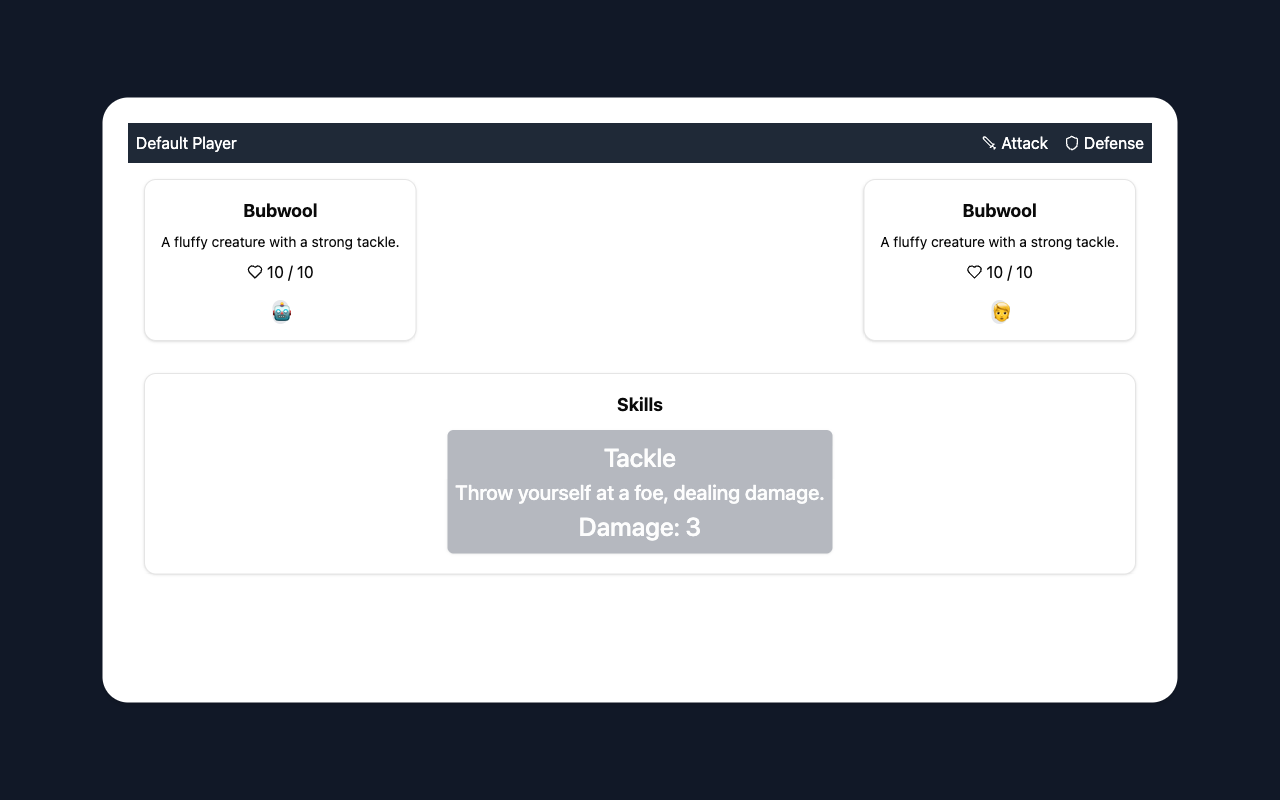 Default Player
Attack
Defense
Bubwool
A fluffy creature with a strong tackle.
10 / 10
Bubwool
A fluffy creature with a strong tackle.
10 / 10
Skills
Tackle
Throw yourself at a foe, dealing damage.
Damage: 3